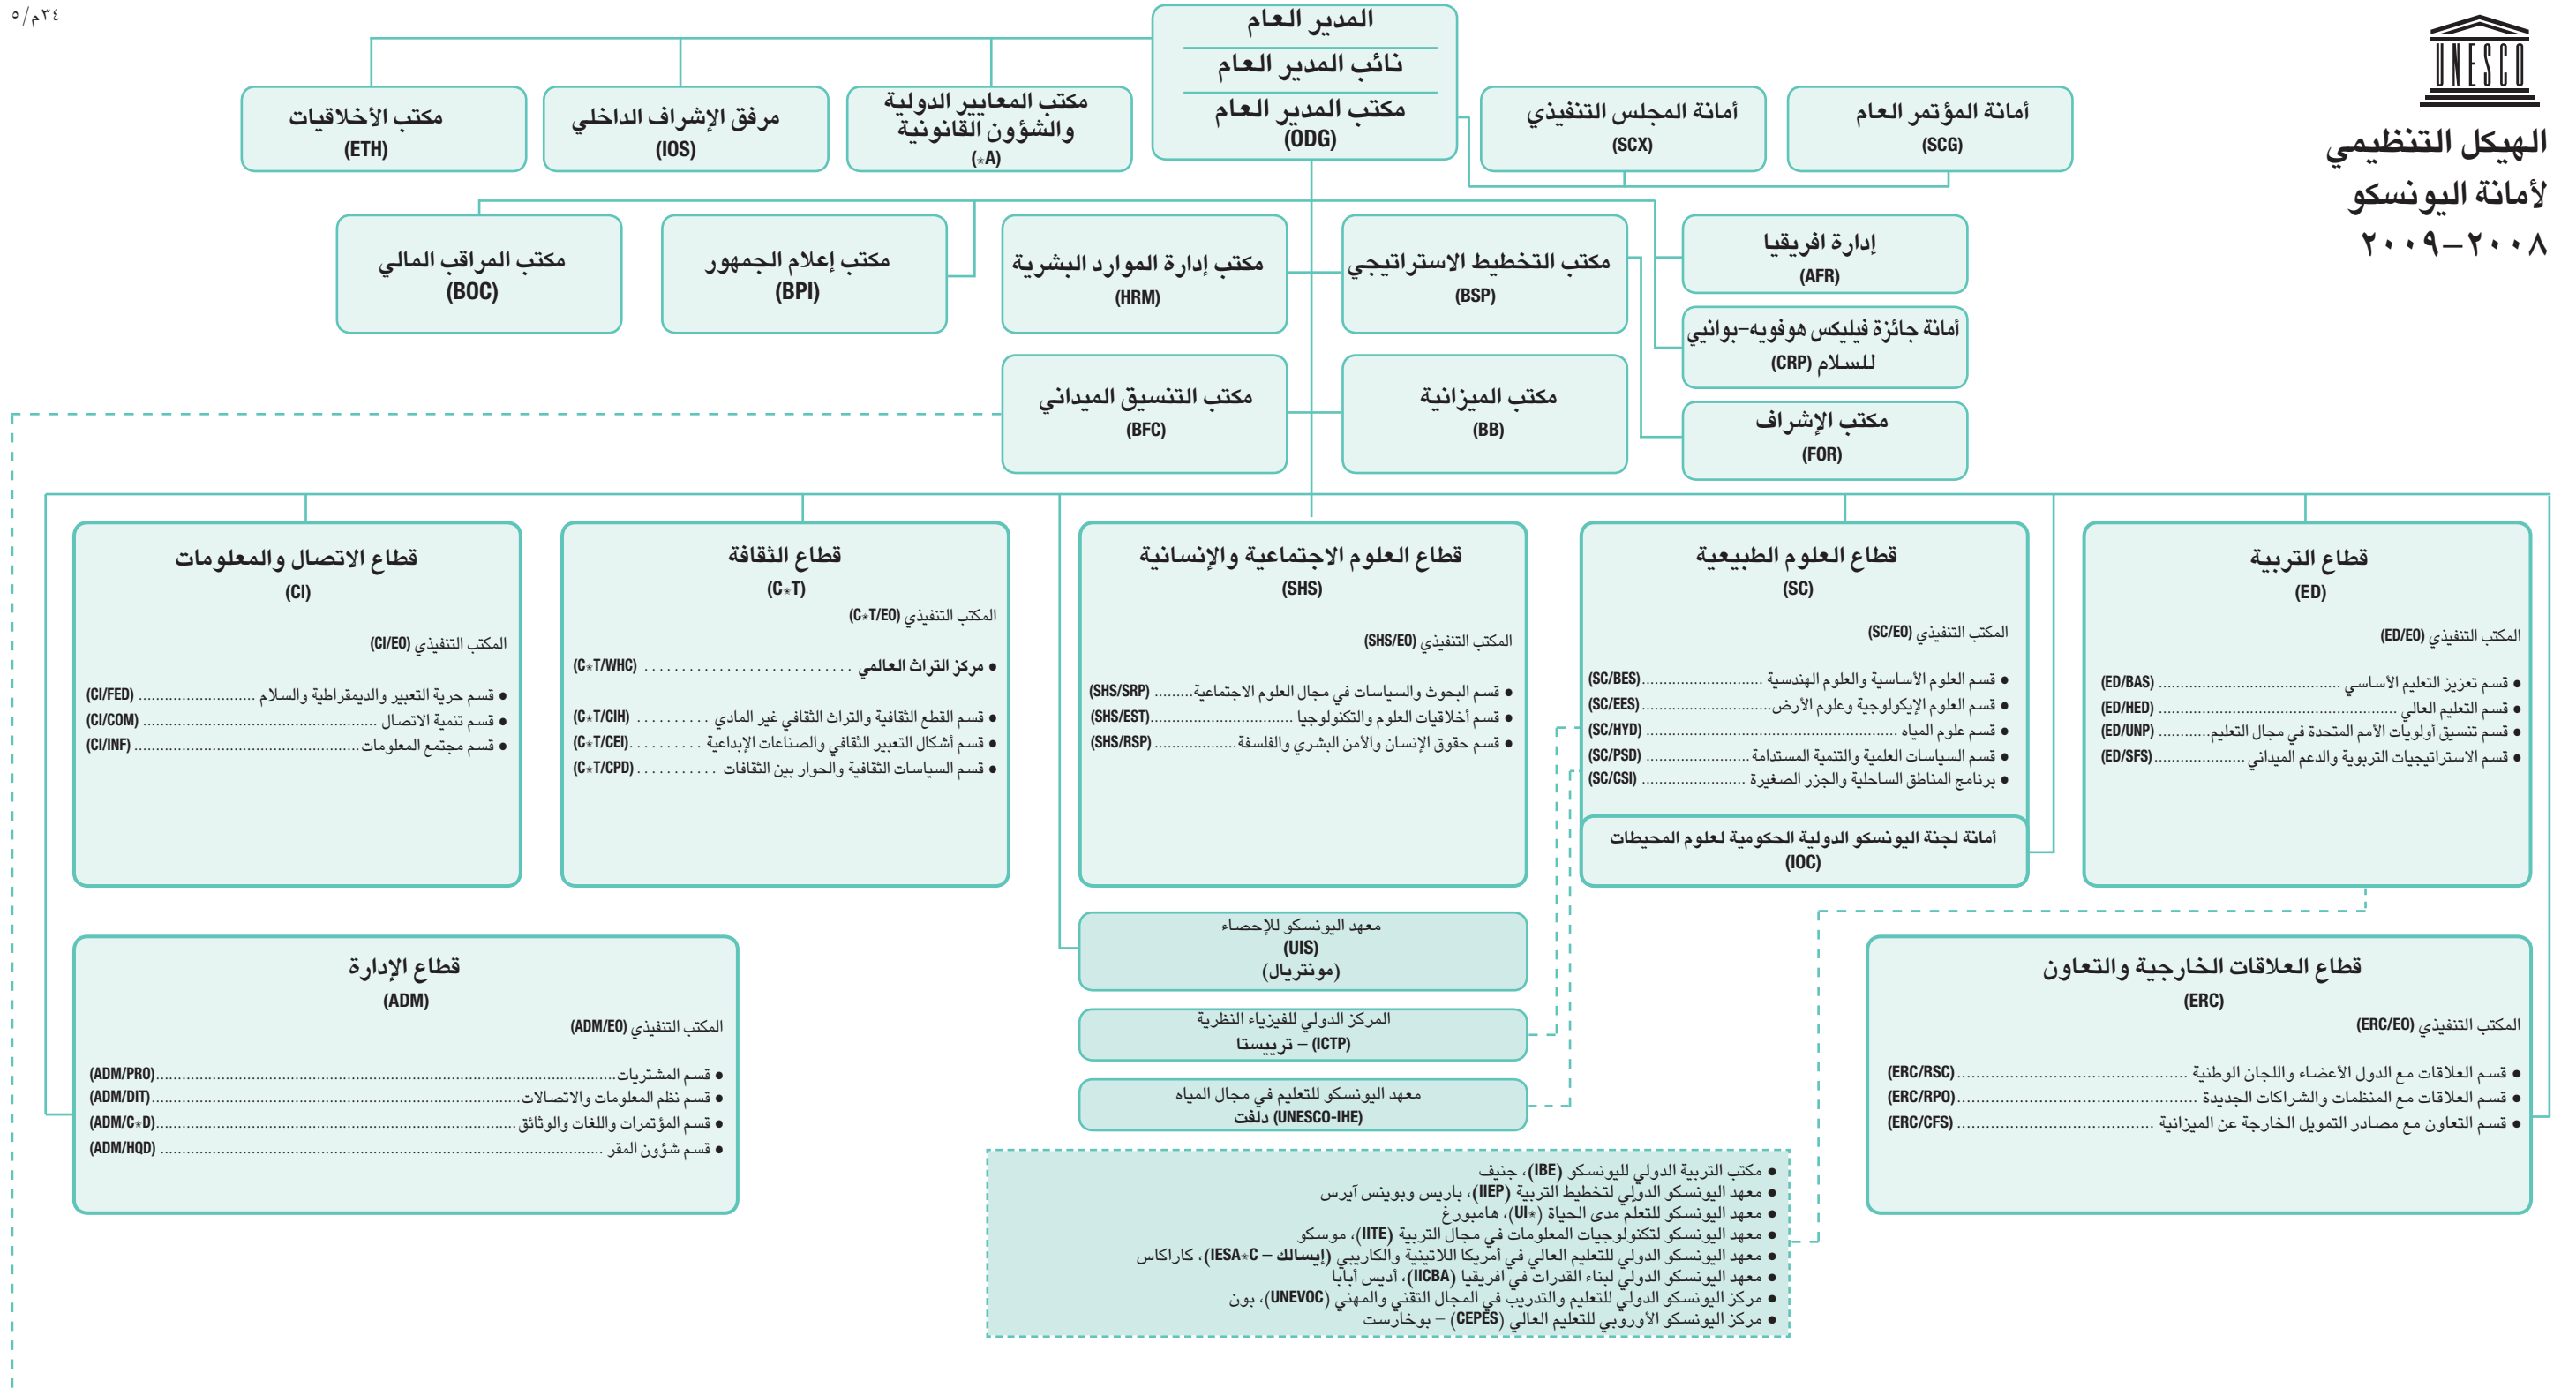 ٣٤م/٥
UNESCO
الهيكل التنظيمي
لأمانة اليونسكو
٢٠٠٨–٢٠٠٩
المدير العام
نائب المدير العام
مكتب المدير العام
(ODG)
أمانة المؤتمر العام
(SCG)
أمانة المجلس التنفيذي
(SCX)
مكتب المعايير الدولية
والشؤون القانونية
(*A)
مرفق الإشراف الداخلي
(IOS)
مكتب الأخلاقيات
(ETH)
إدارة افريقيا
(AFR)
أمانة جائزة فيليكس هوفويه–بوانيي
للسلام (CRP)
مكتب الإشراف
(FOR)
مكتب التخطيط الاستراتيجي
(BSP)
مكتب إدارة الموارد البشرية
(HRM)
مكتب إعلام الجمهور
(BPI)
مكتب المراقب المالي
(BOC)
مكتب الميزانية
(BB)
مكتب التنسيق الميداني
(BFC)
قطاع التربية
(ED)
المكتب التنفيذي (ED/EO)
• قسم تعزيز التعليم الأساسي ..... (ED/BAS)
• قسم التعليم العالي ..... (ED/HED)
• قسم تنسيق أولويات الأمم المتحدة في مجال التعليم ..... (ED/UNP)
• قسم الاستراتيجيات التربوية والدعم الميداني ..... (ED/SFS)
قطاع العلوم الطبيعية
(SC)
المكتب التنفيذي (SC/EO)
• قسم العلوم الأساسية والعلوم الهندسية ..... (SC/BES)
• قسم العلوم الإيكولوجية وعلوم الأرض ..... (SC/EES)
• قسم علوم المياه ..... (SC/HYD)
• قسم السياسات العلمية والتنمية المستدامة ..... (SC/PSD)
• برنامج المناطق الساحلية والجزر الصغيرة ..... (SC/CSI)
أمانة لجنة اليونسكو الدولية الحكومية لعلوم المحيطات
(IOC)
قطاع العلوم الاجتماعية والإنسانية
(SHS)
المكتب التنفيذي (SHS/EO)
• قسم البحوث والسياسات في مجال العلوم الاجتماعية ..... (SHS/SRP)
• قسم أخلاقيات العلوم والتكنولوجيا ..... (SHS/EST)
• قسم حقوق الإنسان والأمن البشري والفلسفة ..... (SHS/RSP)
قطاع الثقافة
(C*T)
المكتب التنفيذي (C*T/EO)
• مركز التراث العالمي ..... (C*T/WHC)
• قسم القطع الثقافية والتراث الثقافي غير المادي ..... (C*T/CIH)
• قسم أشكال التعبير الثقافي والصناعات الإبداعية ..... (C*T/CEI)
• قسم السياسات الثقافية والحوار بين الثقافات ..... (C*T/CPD)
قطاع الاتصال والمعلومات
(CI)
المكتب التنفيذي (CI/EO)
• قسم حرية التعبير والديمقراطية والسلام ..... (CI/FED)
• قسم تنمية الاتصال ..... (CI/COM)
• قسم مجتمع المعلومات ..... (CI/INF)
قطاع العلاقات الخارجية والتعاون
(ERC)
المكتب التنفيذي (ERC/EO)
• قسم العلاقات مع الدول الأعضاء واللجان الوطنية ..... (ERC/RSC)
• قسم العلاقات مع المنظمات والشراكات الجديدة ..... (ERC/RPO)
• قسم التعاون مع مصادر التمويل الخارجة عن الميزانية ..... (ERC/CFS)
معهد اليونسكو للإحصاء
(UIS)
(مونتريال)
المركز الدولي للفيزياء النظرية
(ICTP) – ترييستا
معهد اليونسكو للتعليم في مجال المياه
(UNESCO-IHE) دلفت
قطاع الإدارة
(ADM)
المكتب التنفيذي (ADM/EO)
• قسم المشتريات ..... (ADM/PRO)
• قسم نظم المعلومات والاتصالات ..... (ADM/DIT)
• قسم المؤتمرات واللغات والوثائق ..... (ADM/C*D)
• قسم شؤون المقر ..... (ADM/HQD)
• مكتب التربية الدولي لليونسكو (IBE)، جنيف
• معهد اليونسكو الدولي لتخطيط التربية (IIEP)، باريس وبوينس آيرس
• معهد اليونسكو للتعلّم مدى الحياة (UI*)، هامبورغ
• معهد اليونسكو لتكنولوجيات المعلومات في مجال التربية (IITE)، موسكو
• معهد اليونسكو الدولي للتعليم العالي في أمريكا اللاتينية والكاريبي (إيسالك – IESA*C)، كاراكاس
• معهد اليونسكو الدولي لبناء القدرات في افريقيا (IICBA)، أديس أبابا
• مركز اليونسكو الدولي للتعليم والتدريب في المجال التقني والمهني (UNEVOC)، بون
• مركز اليونسكو الأوروبي للتعليم العالي (CEPES) – بوخارست